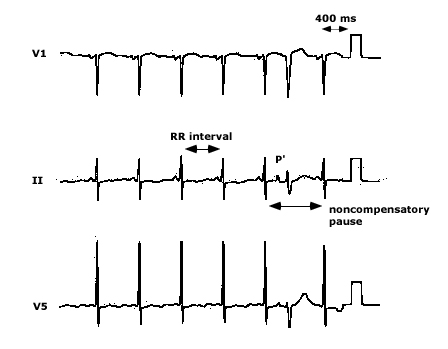 400 ms
V1
RR interval
P'
II
noncompensatory
pause
V5